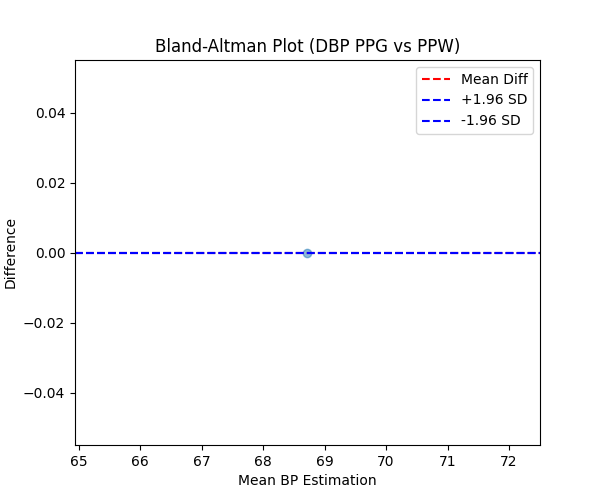 Bland-Altman Plot (DBP PPG vs PPW)
Mean Diff
+1.96 SD
-1.96 SD
0.04
0.02
0.00
−0.02
−0.04
Difference
65 66 67 68 69 70 71 72
Mean BP Estimation